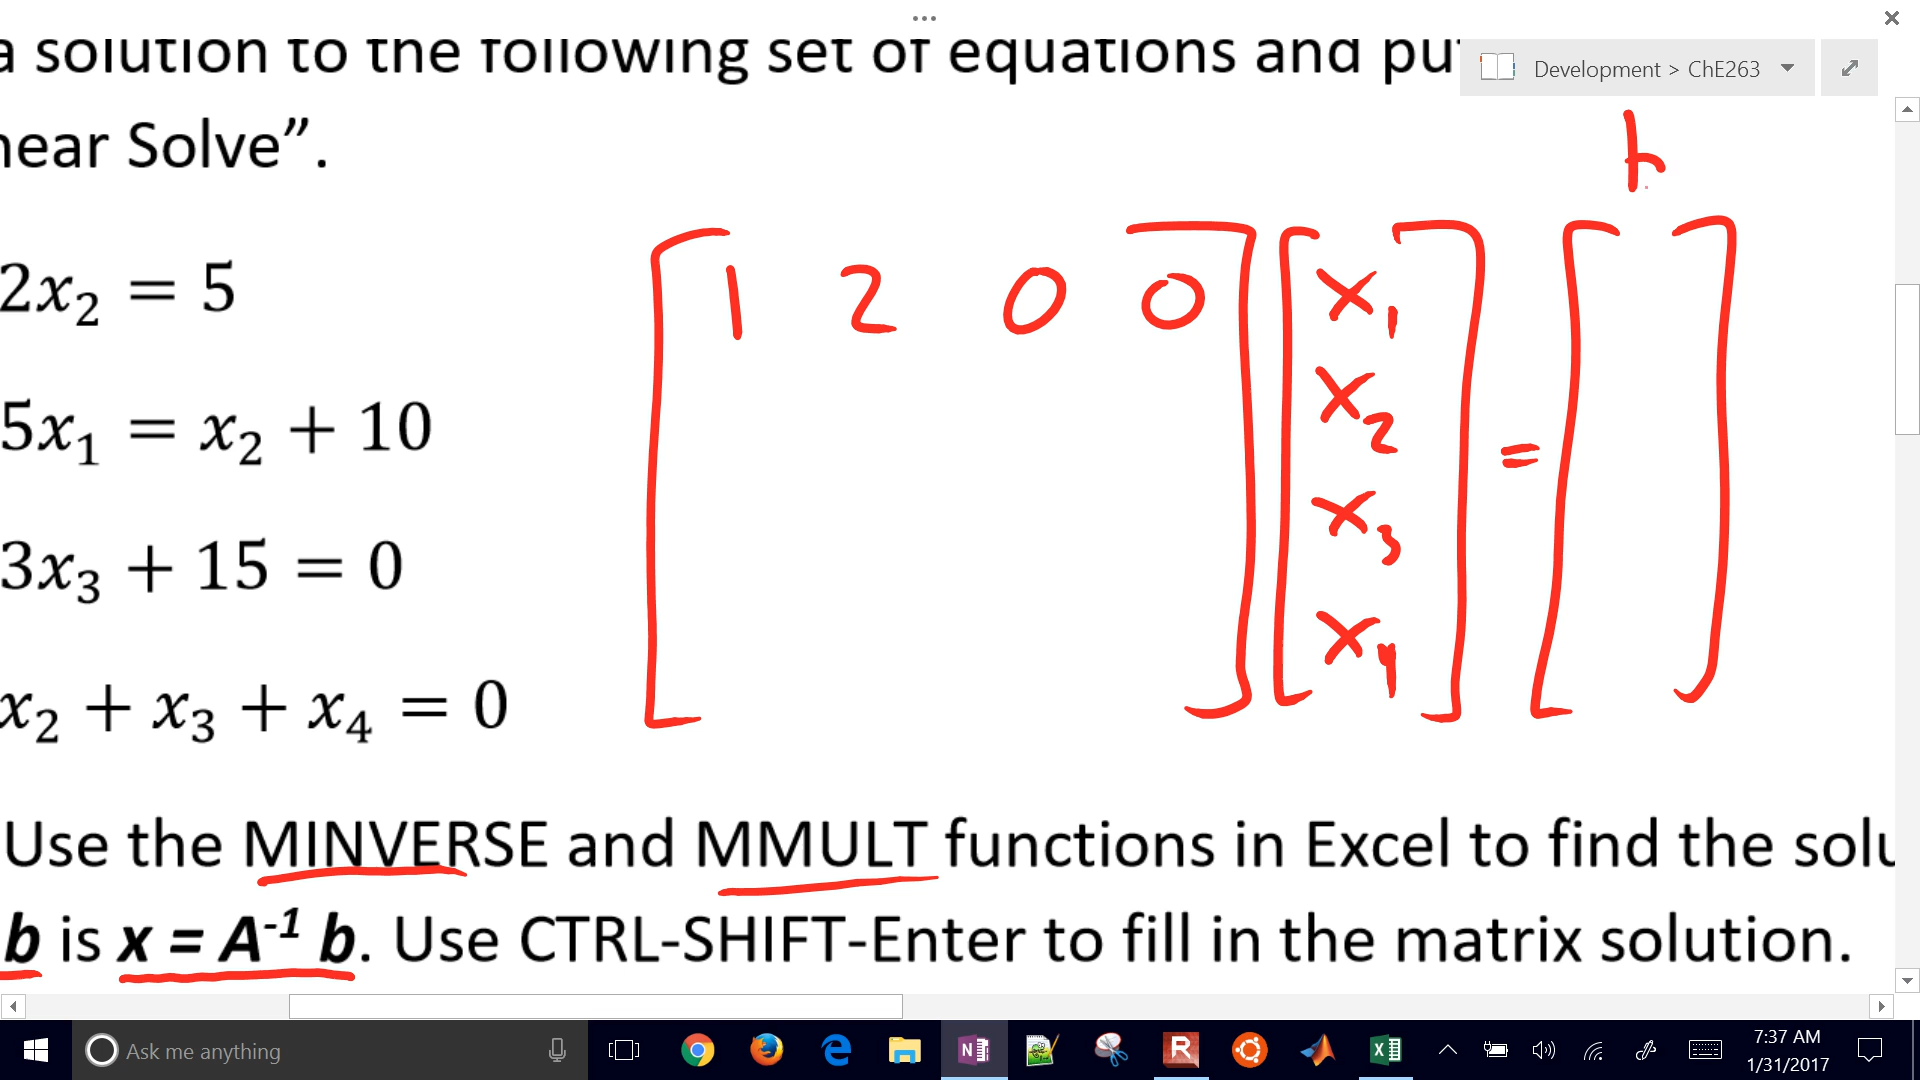 a solution to the following set of equations and pu
Development > ChE263
near Solve”.
b
2x₂ = 5
1 2 0 0
x₁
x₂
x₃
x₄
=
5x₁ = x₂ + 10
3x₃ + 15 = 0
x₂ + x₃ + x₄ = 0
Use the MINVERSE and MMULT functions in Excel to find the solu
b is x = A⁻¹ b. Use CTRL-SHIFT-Enter to fill in the matrix solution.
Ask me anything
7:37 AM
1/31/2017